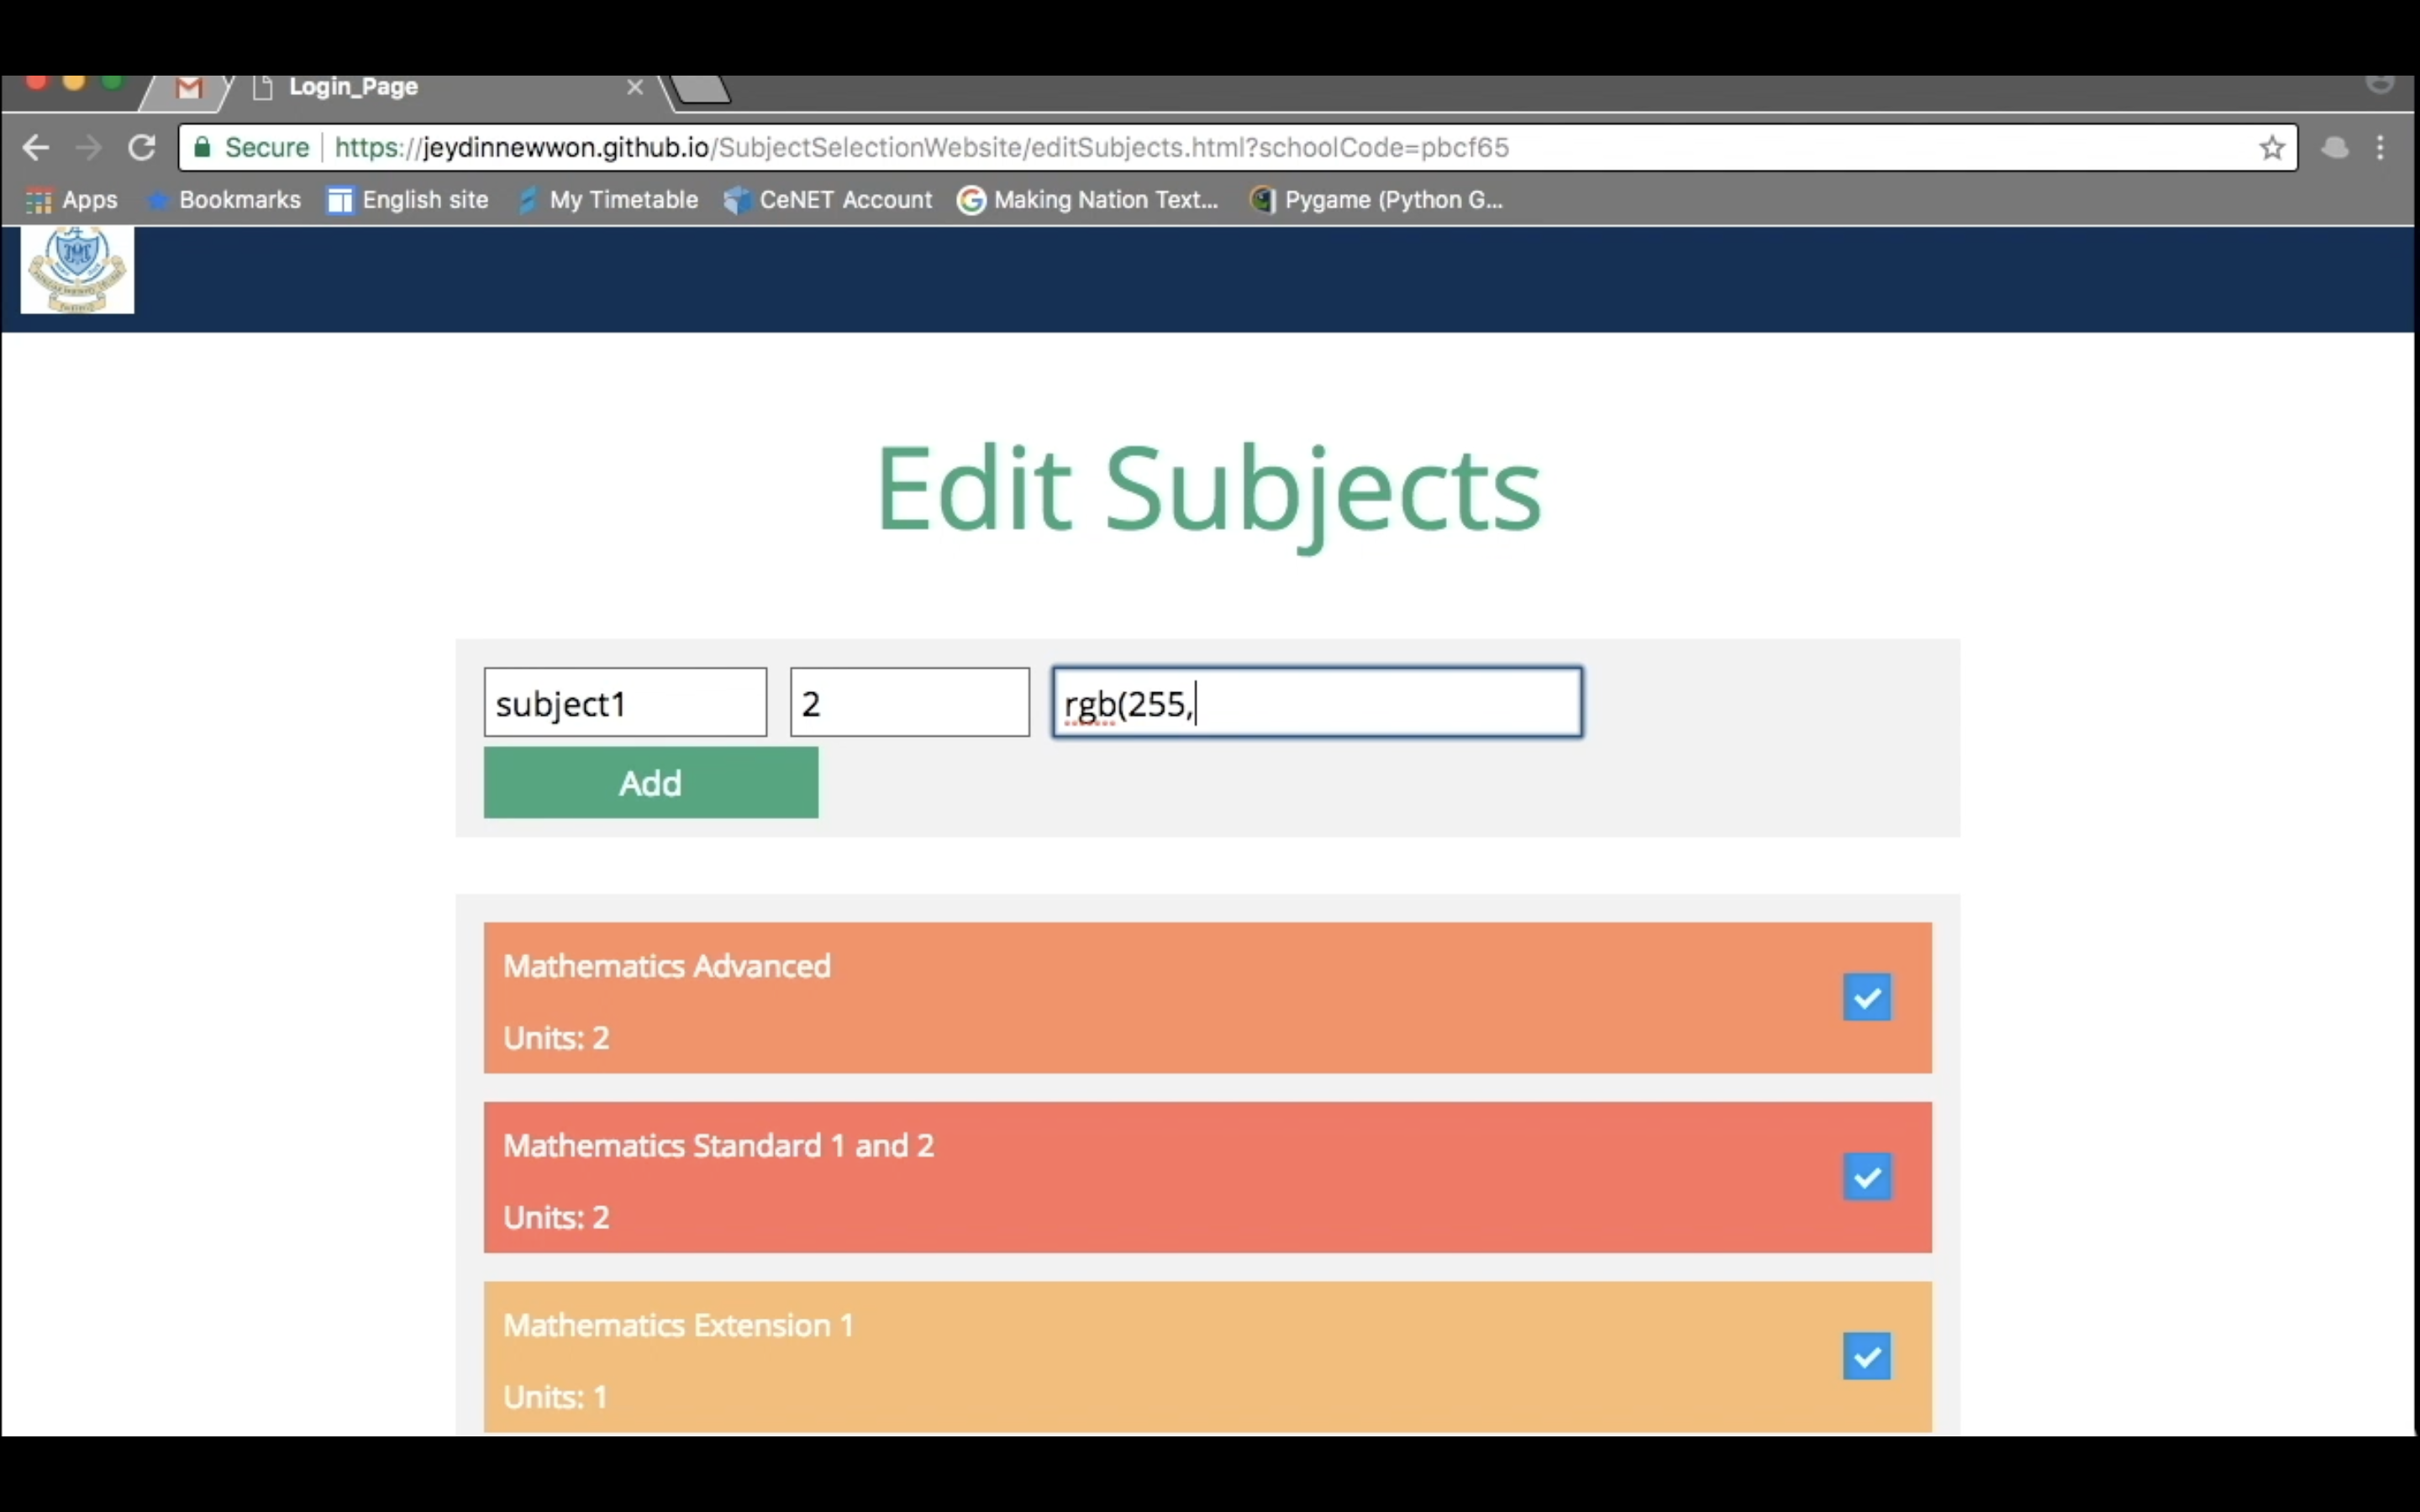 Login_Page
Secure https://jeydinnewwon.github.io/SubjectSelectionWebsite/editSubjects.html?schoolCode=pbcf65
Apps Bookmarks English site My Timetable CeNET Account Making Nation Text... Pygame (Python G...
Edit Subjects
subject1 2 rgb(255,
Add
Mathematics Advanced
Units: 2
Mathematics Standard 1 and 2
Units: 2
Mathematics Extension 1
Units: 1